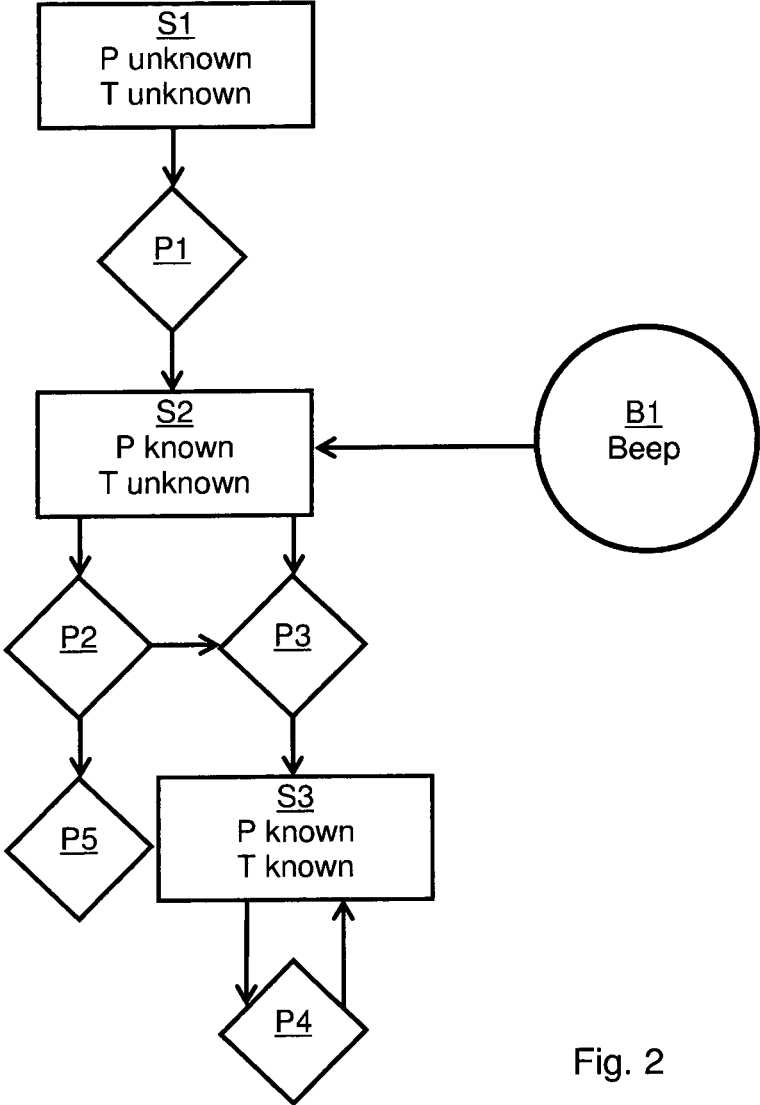 S1
P unknown
T unknown
P1
S2
P known
T unknown
B1
Beep
P2
P3
P5
S3
P known
T known
P4
Fig. 2